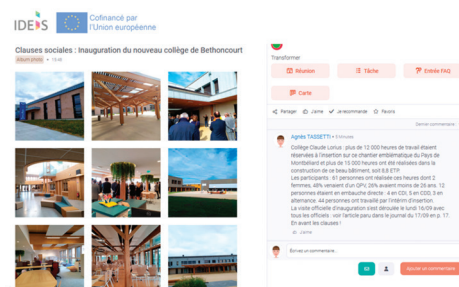 IDE S
Cofinancé par
l'Union européenne
Clauses sociales : Inauguration du nouveau collège de Bethoncourt
Album photo
Transformer
Réunion
Tâche
Entrée FAQ
Carte
Partager
J'aime
Je recommande
Favoris
Dernier commentaire
Agnès TASSETTI •
Collège Claude Lorius : plus de 12 000 heures de travail étaient
réservées à l'insertion sur ce chantier emblématique du Pays de
Montbéliard et plus de 15 000 heures ont été réalisées dans la
construction de ce beau bâtiment, soit 8,8 ETP.
Les participants : 61 personnes ont réalisée ces heures dont 2
femmes, 48% venaient d'un QPV, 26% avaient moins de 26 ans. 12
personnes étaient en embauche directe : 4 en CDI, 5 en CDD, 3 en
alternance. 44 personnes ont travaillé par l'intérim d'insertion.
La visite officielle d'inauguration s'est déroulée le lundi 16/09 avec
tous les officiels : voir l'article paru dans le journal du 17/09 en p. 17.
En avant les clauses !
J'aime
Écrivez un commentaire...
Ajouter un commentaire